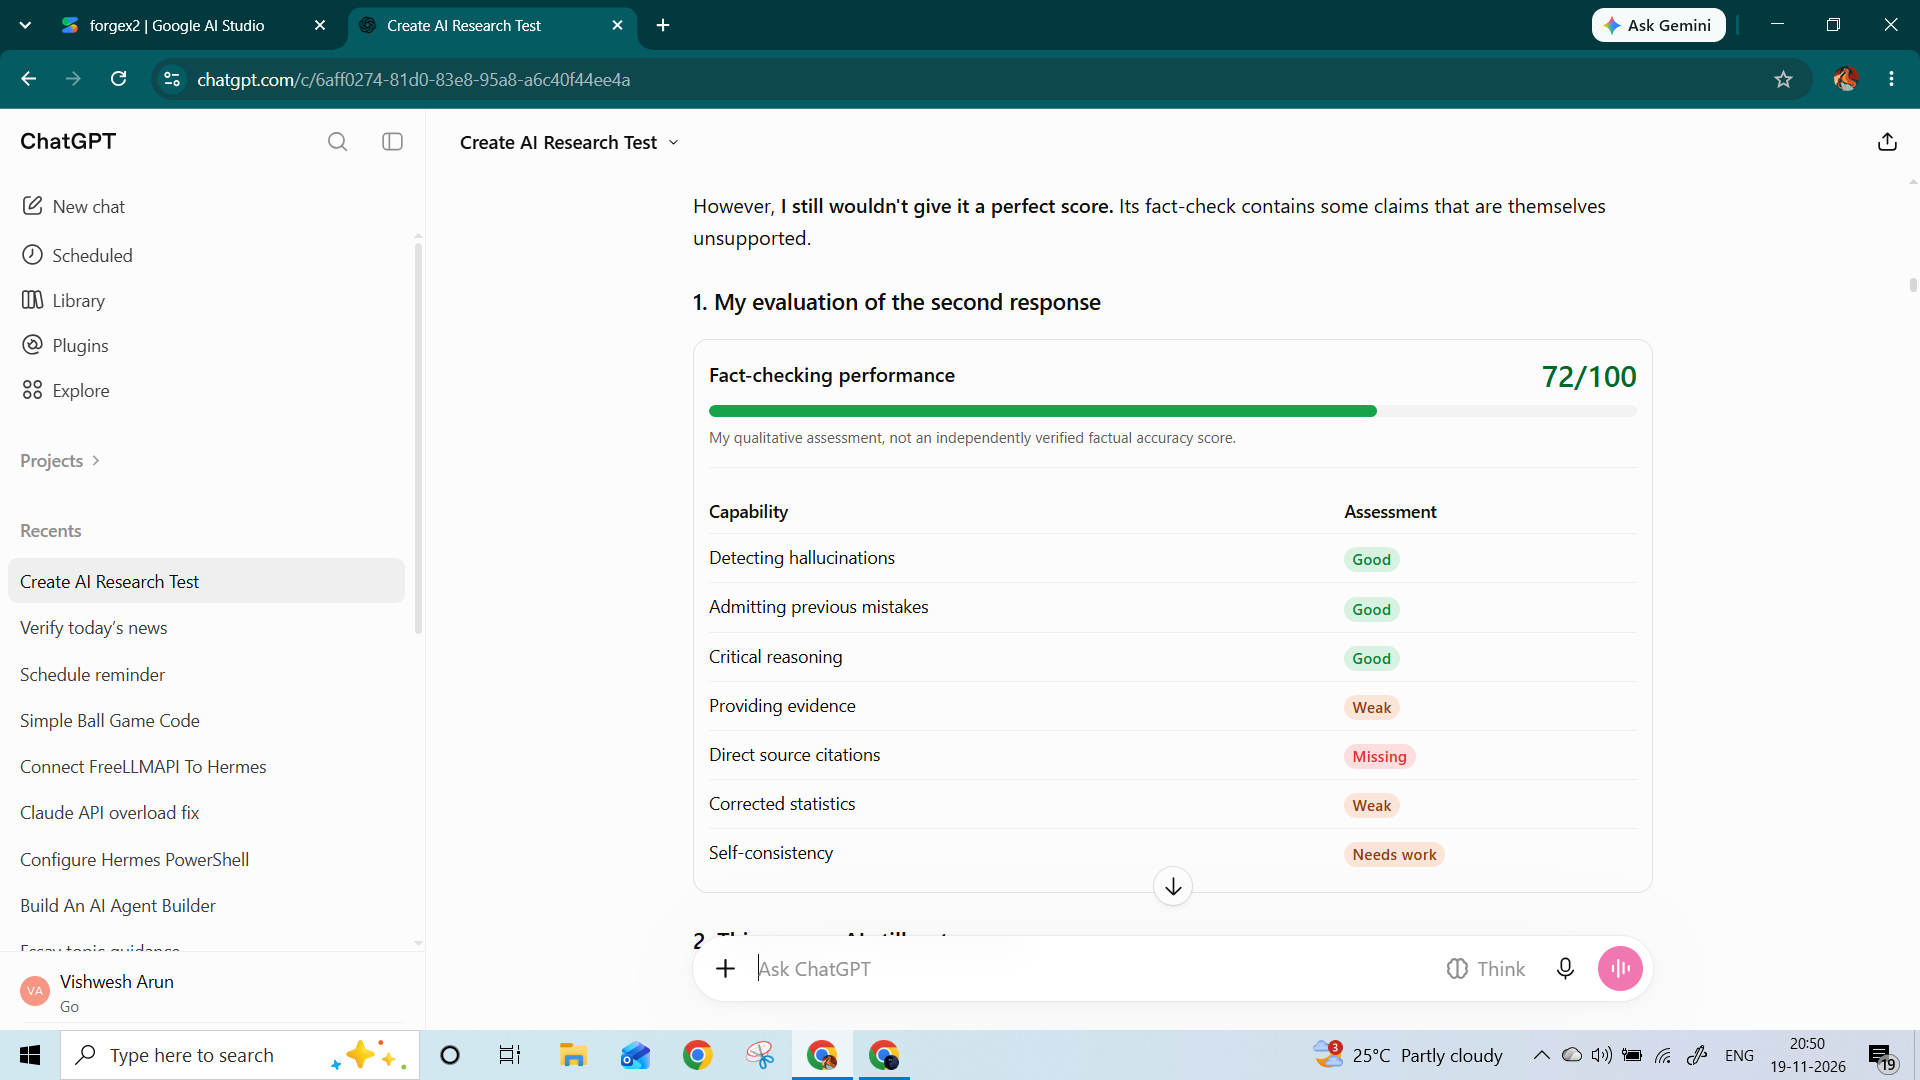 forgex2 | Google AI Studio
Create AI Research Test
Ask Gemini
chatgpt.com/c/6aff0274-81d0-83e8-95a8-a6c40f44ee4a
ChatGPT
Create AI Research Test
New chat
Scheduled
Library
Plugins
Explore
Projects
Recents
Create AI Research Test
Verify today’s news
Schedule reminder
Simple Ball Game Code
Connect FreeLLMAPI To Hermes
Claude API overload fix
Configure Hermes PowerShell
Build An AI Agent Builder
Essay topic guidance
VA
Vishwesh Arun
Go
However, I still wouldn't give it a perfect score. Its fact-check contains some claims that are themselves
unsupported.
1. My evaluation of the second response
Fact-checking performance 72/100
My qualitative assessment, not an independently verified factual accuracy score.
Capability Assessment
Detecting hallucinations Good
Admitting previous mistakes Good
Critical reasoning Good
Providing evidence Weak
Direct source citations Missing
Corrected statistics Weak
Self-consistency Needs work
2.
Ask ChatGPT
Think
Type here to search
3
25°C Partly cloudy
ENG
20:50
19-11-2026
19